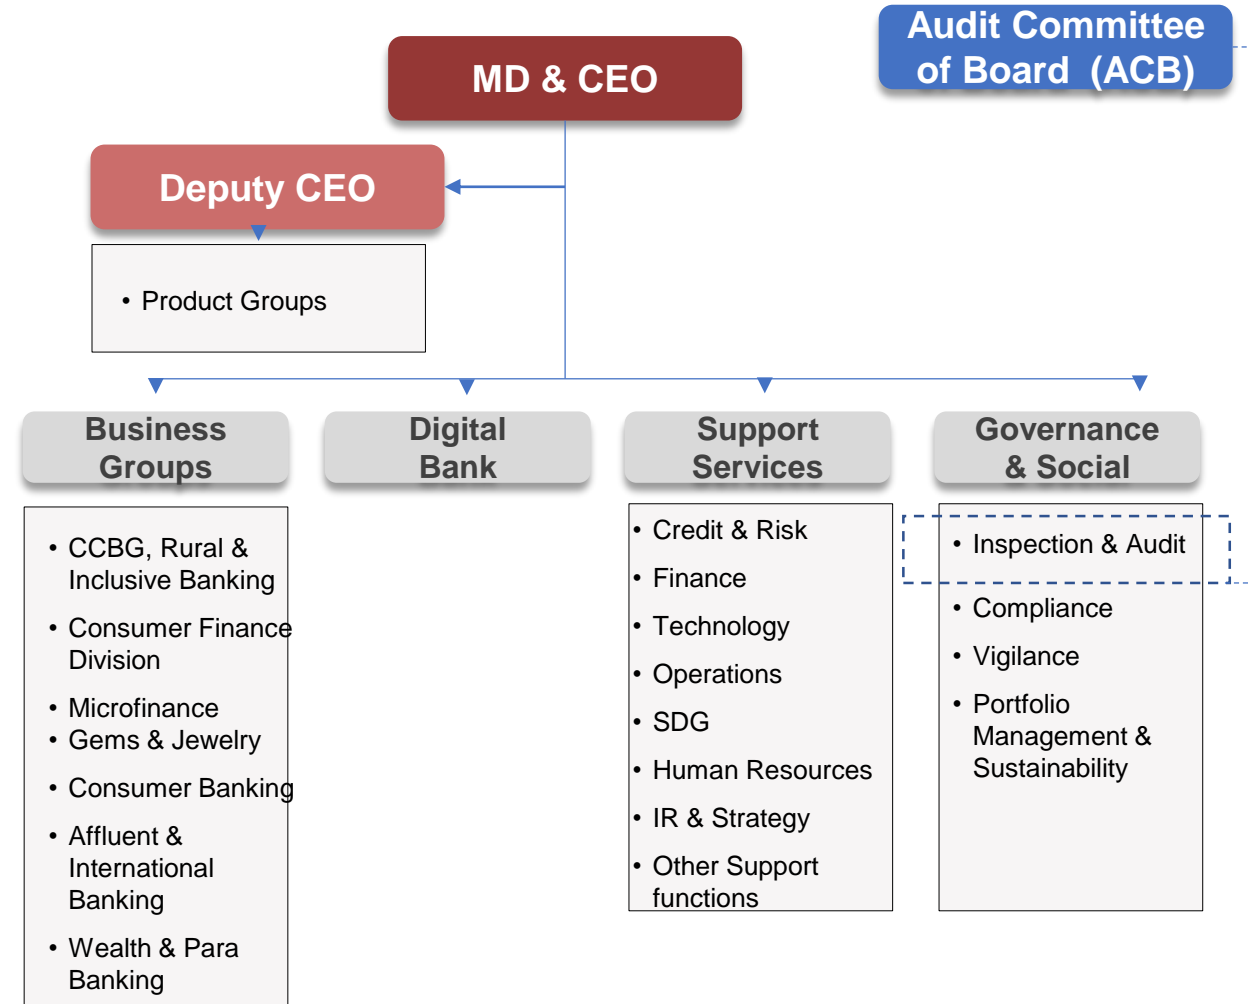 Audit Committee
of Board (ACB)
MD & CEO
Deputy CEO
• Product Groups
Business
Groups
Digital
Bank
Support
Services
Governance
& Social
• CCBG, Rural &
Inclusive Banking
• Consumer Finance
Division
• Microfinance
• Gems & Jewelry
• Consumer Banking
• Affluent &
International
Banking
• Wealth & Para
Banking
• Credit & Risk
• Finance
• Technology
• Operations
• SDG
• Human Resources
• IR & Strategy
• Other Support
functions
• Inspection & Audit
• Compliance
• Vigilance
• Portfolio
Management &
Sustainability